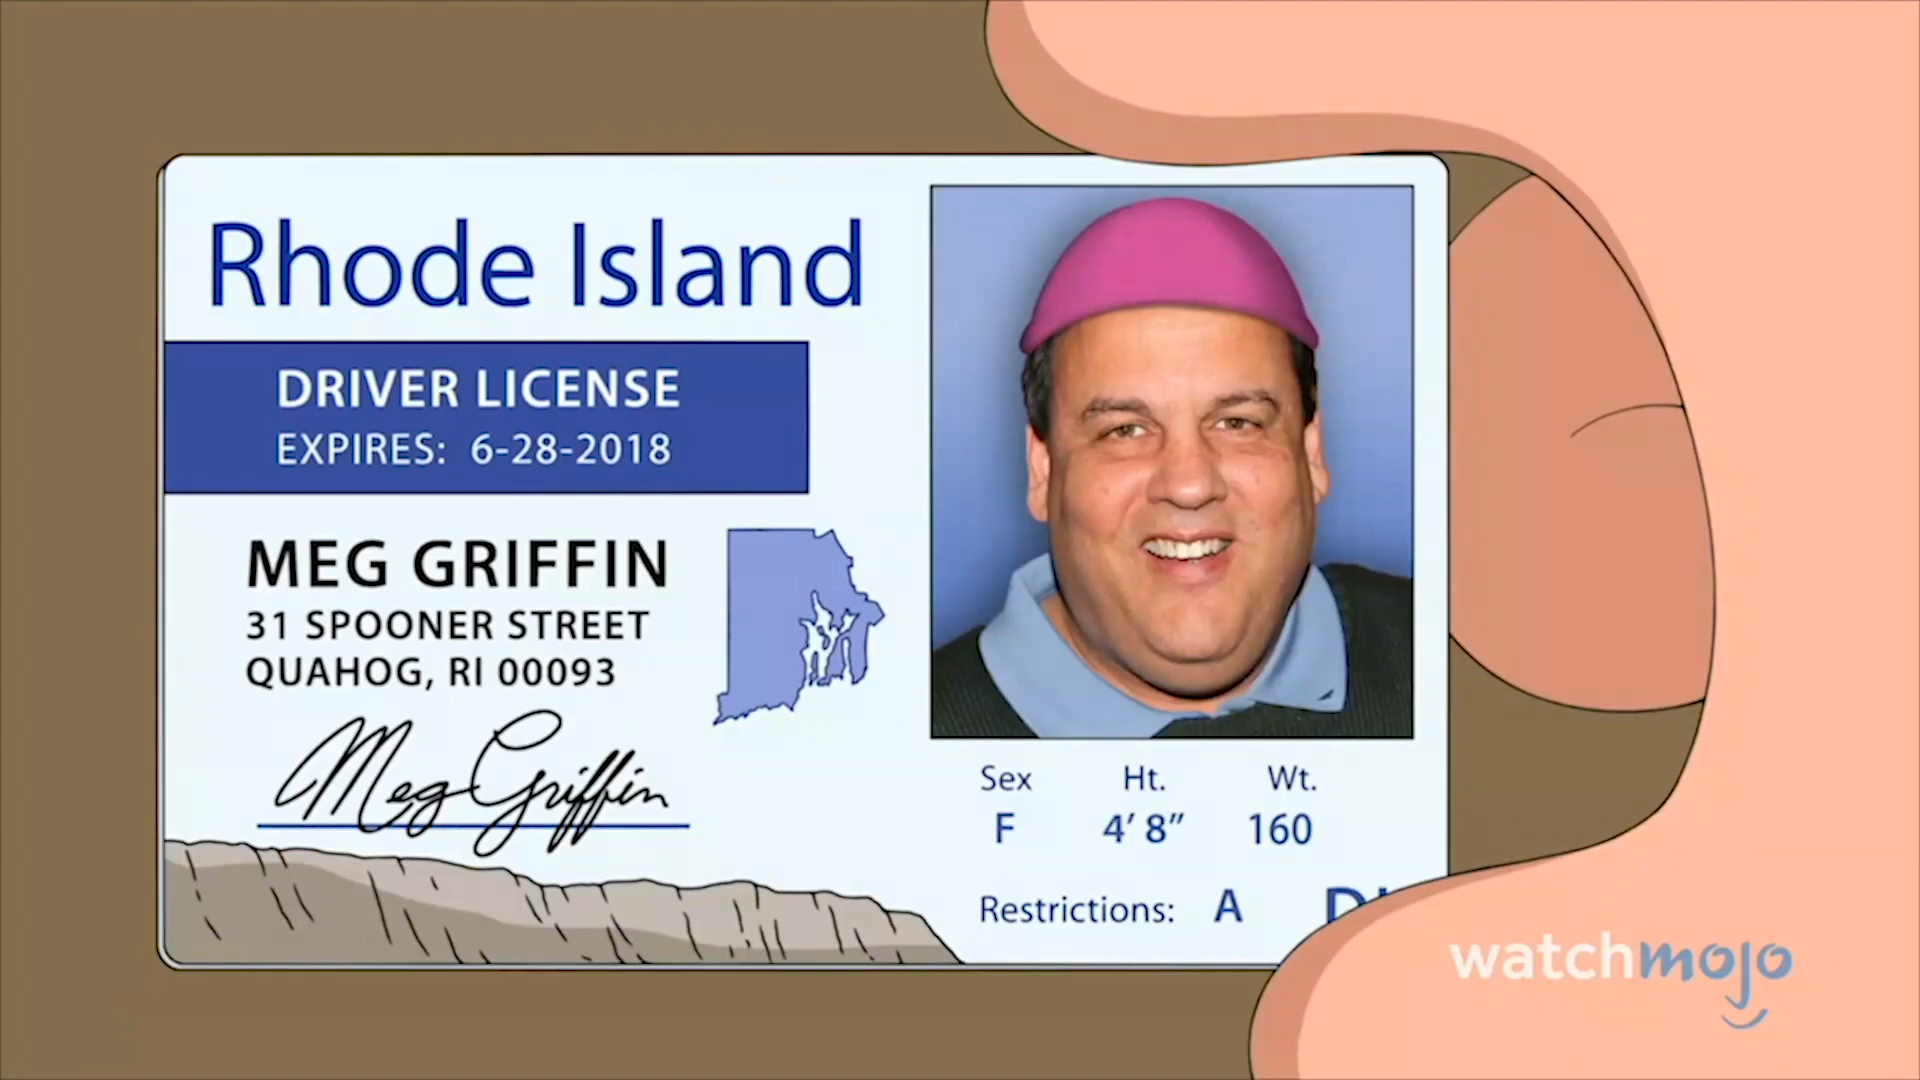 Rhode Island
DRIVER LICENSE
EXPIRES: 6-28-2018
MEG GRIFFIN
31 SPOONER STREET
QUAHOG, RI 00093
Meg Griffin
Sex Ht. Wt.
F 4' 8" 160
Restrictions: A
watchmojo